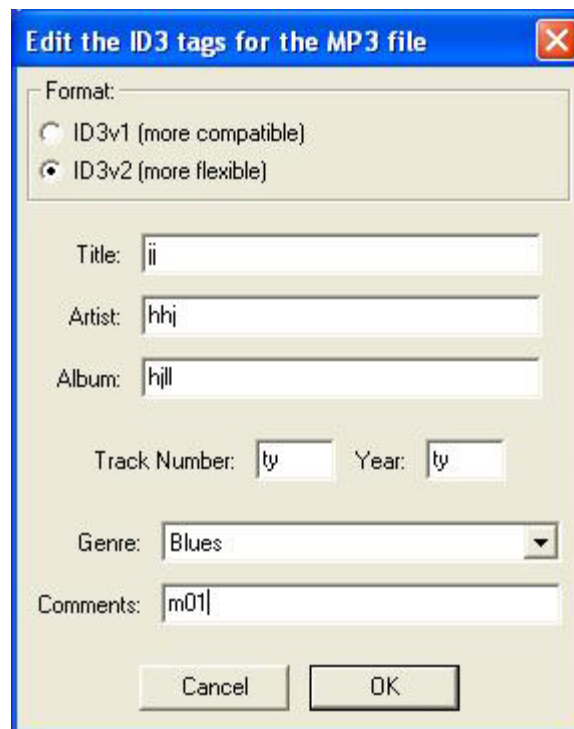 Edit the ID3 tags for the MP3 file
Format:
ID3v1 (more compatible)
ID3v2 (more flexible)
Title: jj
Artist: hhj
Album: hjll
Track Number: ty Year: ty
Genre: Blues
Comments: m01
Cancel OK